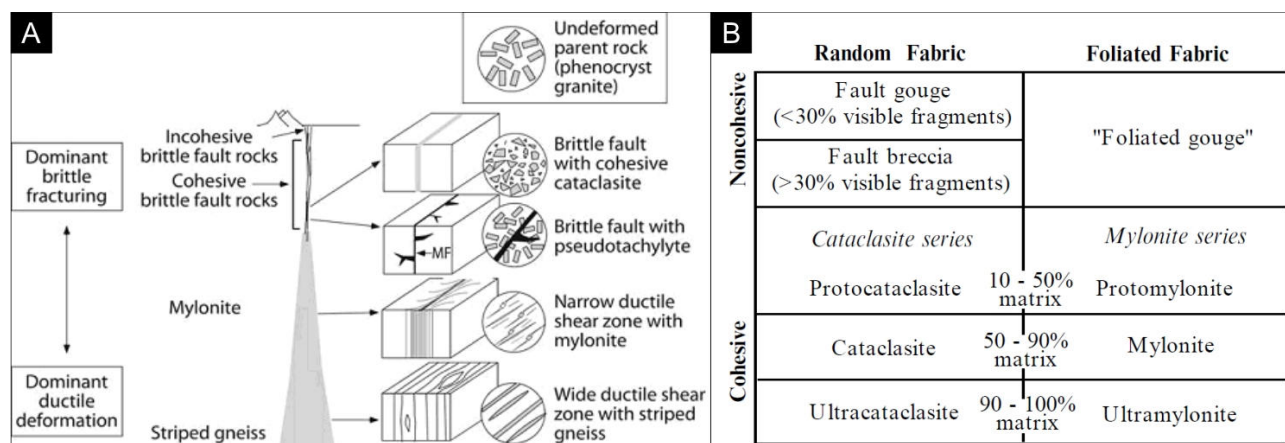 A
Undeformed
parent rock
(phenocryst
granite)
Dominant
brittle
fracturing
Incohesive
brittle fault rocks
Cohesive
brittle fault rocks
Brittle fault
with cohesive
cataclasite
MF
Brittle fault with
pseudotachylyte
Mylonite
Narrow ductile
shear zone with
mylonite
Dominant
ductile
deformation
Striped gneiss
Wide ductile shear
zone with striped
gneiss
B
Random Fabric
Foliated Fabric
Noncohesive
Fault gouge
(<30% visible fragments)
"Foliated gouge"
Fault breccia
(>30% visible fragments)
Cohesive
Cataclasite series
Mylonite series
Protocataclasite
10 - 50%
matrix
Protomylonite
Cataclasite
50 - 90%
matrix
Mylonite
Ultracataclasite
90 - 100%
matrix
Ultramylonite